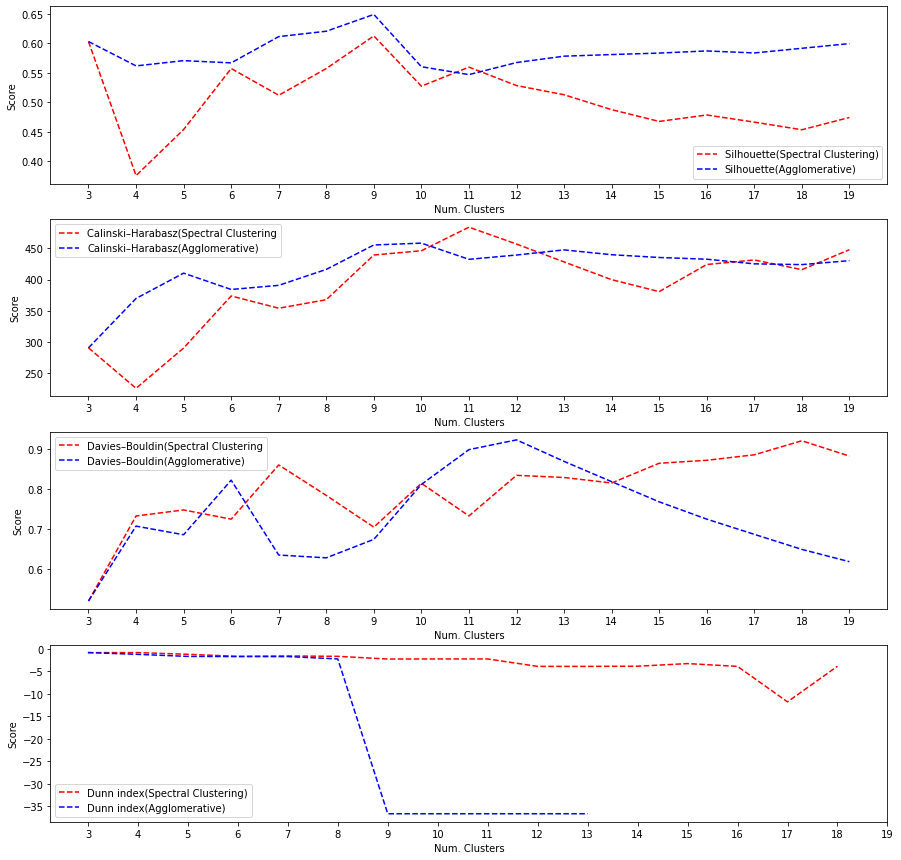 0.65
0.60
0.55
0.50
0.45
0.40
Score
Silhouette(Spectral Clustering)
Silhouette(Agglomerative)
3 4 5 6 7 8 9 10 11 12 13 14 15 16 17 18 19
Num. Clusters
Calinski–Harabasz(Spectral Clustering
Calinski–Harabasz(Agglomerative)
450
400
350
300
250
Score
3 4 5 6 7 8 9 10 11 12 13 14 15 16 17 18 19
Num. Clusters
Davies–Bouldin(Spectral Clustering
Davies–Bouldin(Agglomerative)
0.9
0.8
0.7
0.6
Score
3 4 5 6 7 8 9 10 11 12 13 14 15 16 17 18 19
Num. Clusters
0
−5
−10
−15
−20
−25
−30
−35
Score
Dunn index(Spectral Clustering)
Dunn index(Agglomerative)
3 4 5 6 7 8 9 10 11 12 13 14 15 16 17 18 19
Num. Clusters